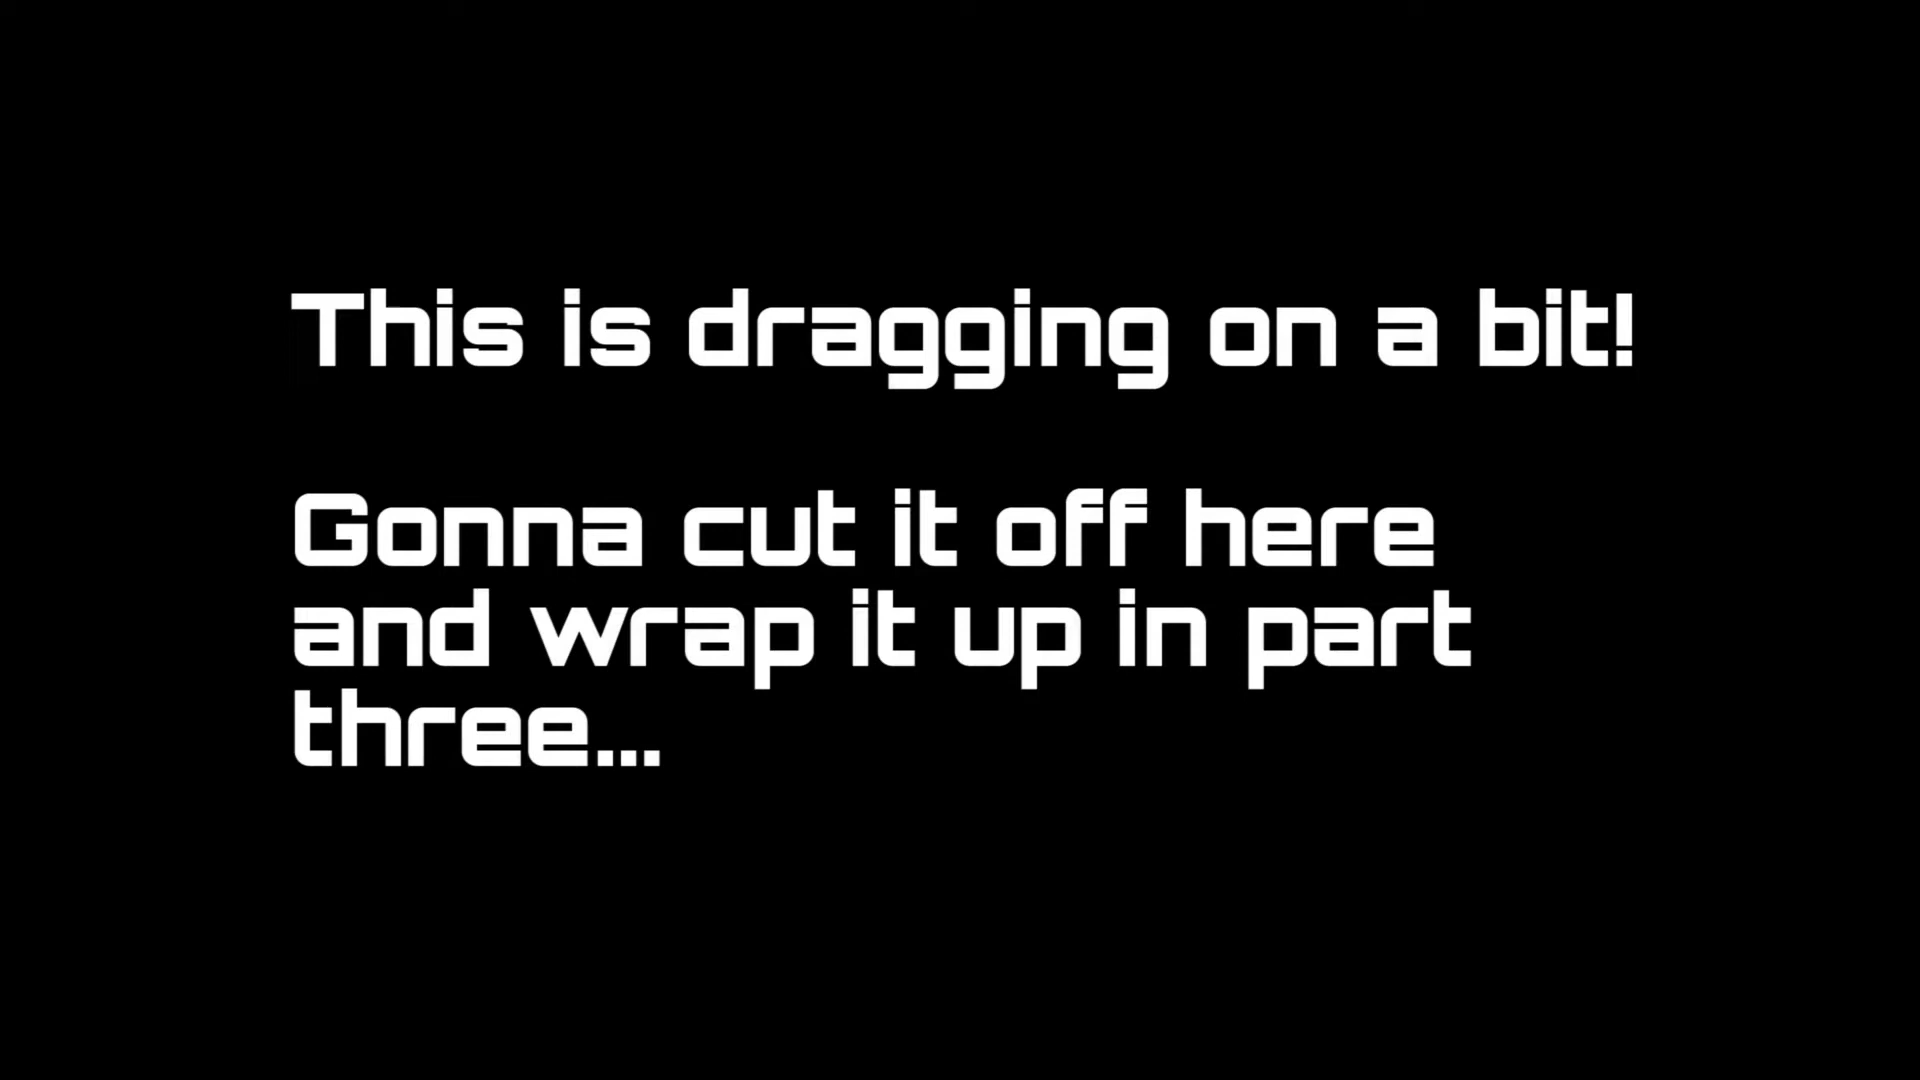 This is dragging on a bit!
Gonna cut it off here
and wrap it up in part
three...